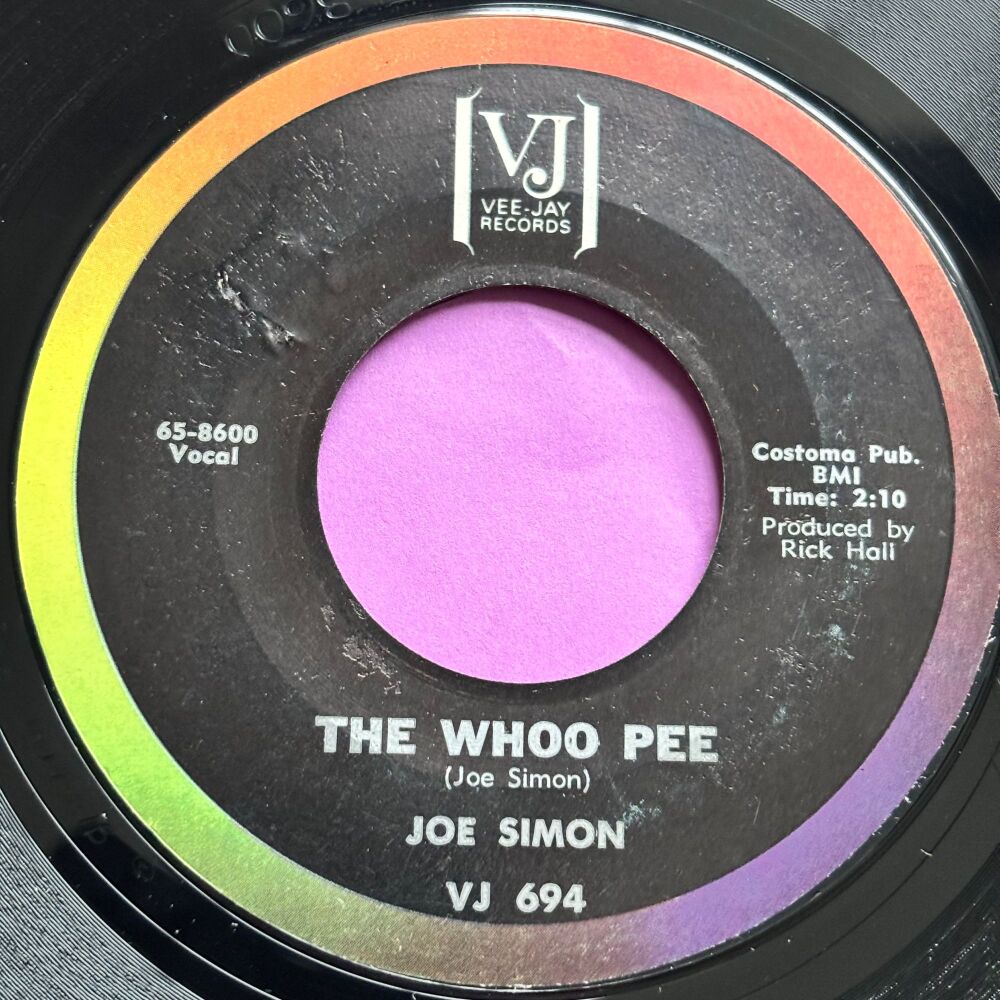 VJ
VEE-JAY
RECORDS
65-8600
Vocal
Costoma Pub.
BMI
Time: 2:10
Produced by
Rick Hall
THE WHOO PEE
(Joe Simon)
JOE SIMON
VJ 694